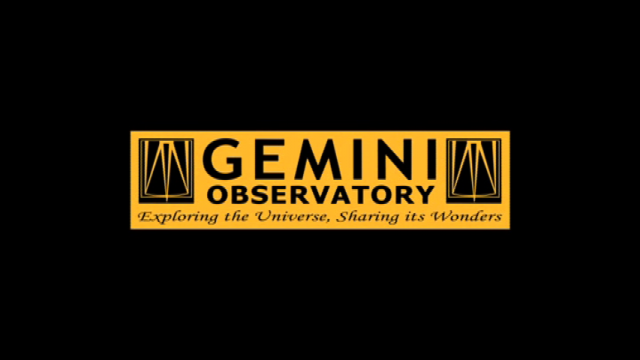 GEMINI
OBSERVATORY
Exploring the Universe, Sharing its Wonders